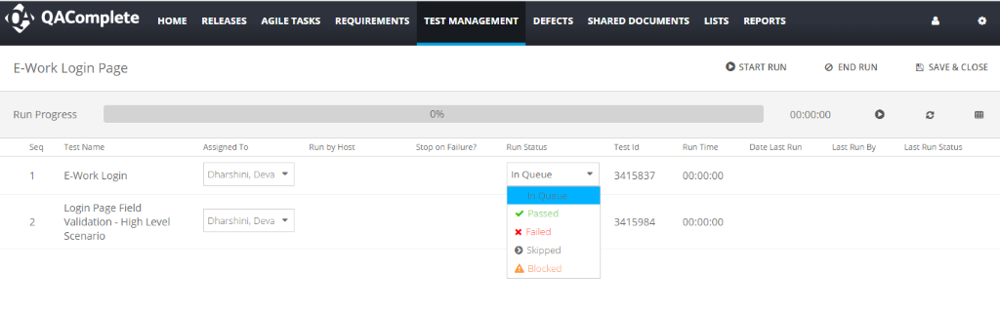 QAComplete HOME RELEASES AGILE TASKS REQUIREMENTS TEST MANAGEMENT DEFECTS SHARED DOCUMENTS LISTS REPORTS
E-Work Login Page START RUN END RUN SAVE & CLOSE
Run Progress 0% 00:00:00
Seq Test Name Assigned To Run by Host Stop on Failure? Run Status Test Id Run Time Date Last Run Last Run By Last Run Status
1 E-Work Login Dharshini, Deva In Queue 3415837 00:00:00
In Queue
Passed
Failed
Skipped
Blocked
2 Login Page Field Validation - High Level Scenario Dharshini, Deva 3415984 00:00:00